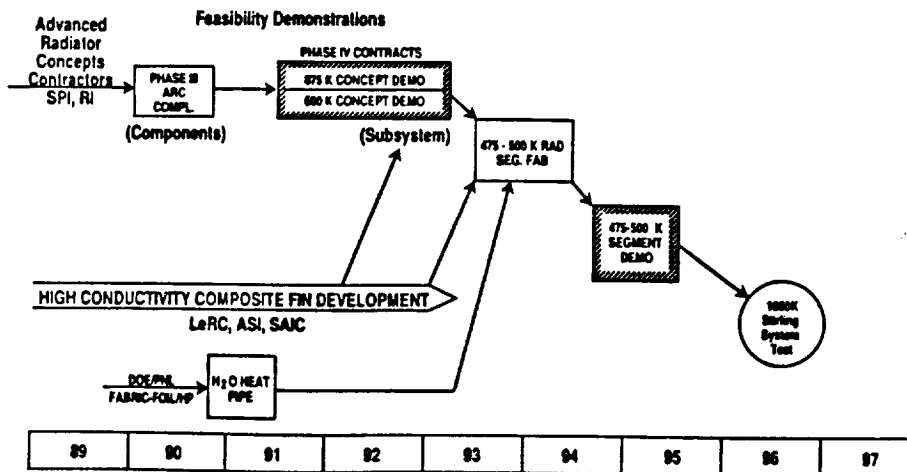 Feasibility Demonstrations
Advanced
Radiator
Concepts
Contractors
SPI, RI
PHASE III
ARC
COMPL.
(Components)
PHASE IV CONTRACTS
875 K CONCEPT DEMO
600 K CONCEPT DEMO
(Subsystem)
475 - 500 K RAD
SEG. FAB
475-500 K
SEGMENT
DEMO
Stirling
System
Test
HIGH CONDUCTIVITY COMPOSITE FIN DEVELOPMENT
LeRC, ASI, SAIC
DOE/PNL
FABRIC-FOIL/HP
H2O HEAT
PIPE
89 90 91 92 93 94 95 96 97